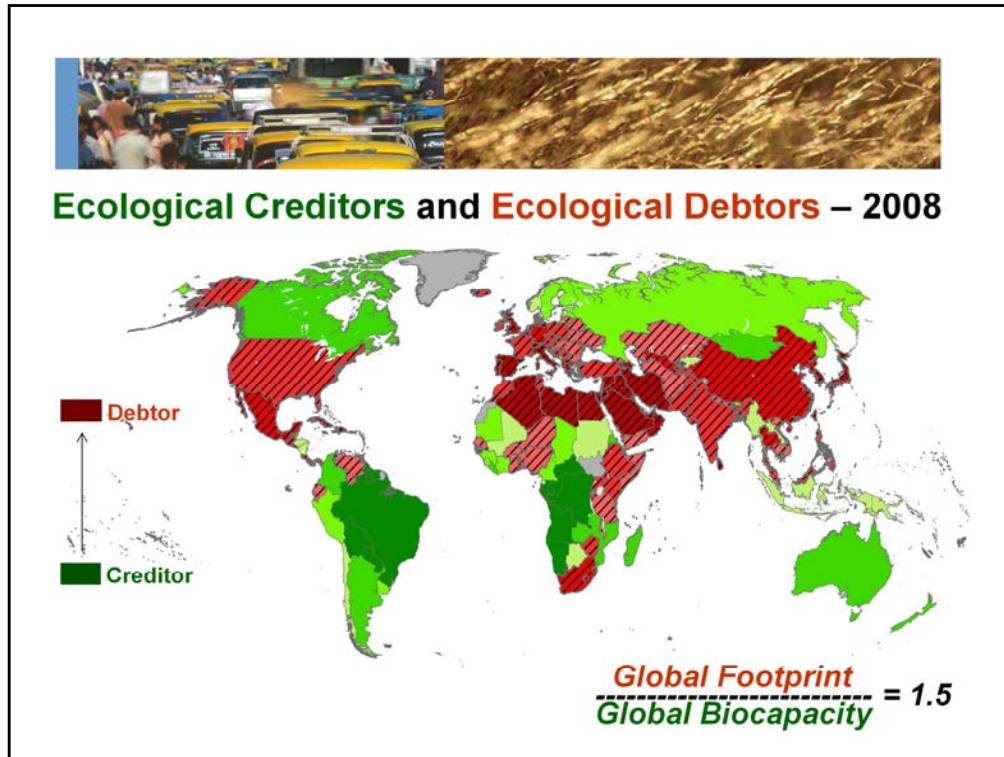 Ecological Creditors and Ecological Debtors – 2008
Debtor
Creditor
Global Footprint
---------------------------- = 1.5
Global Biocapacity